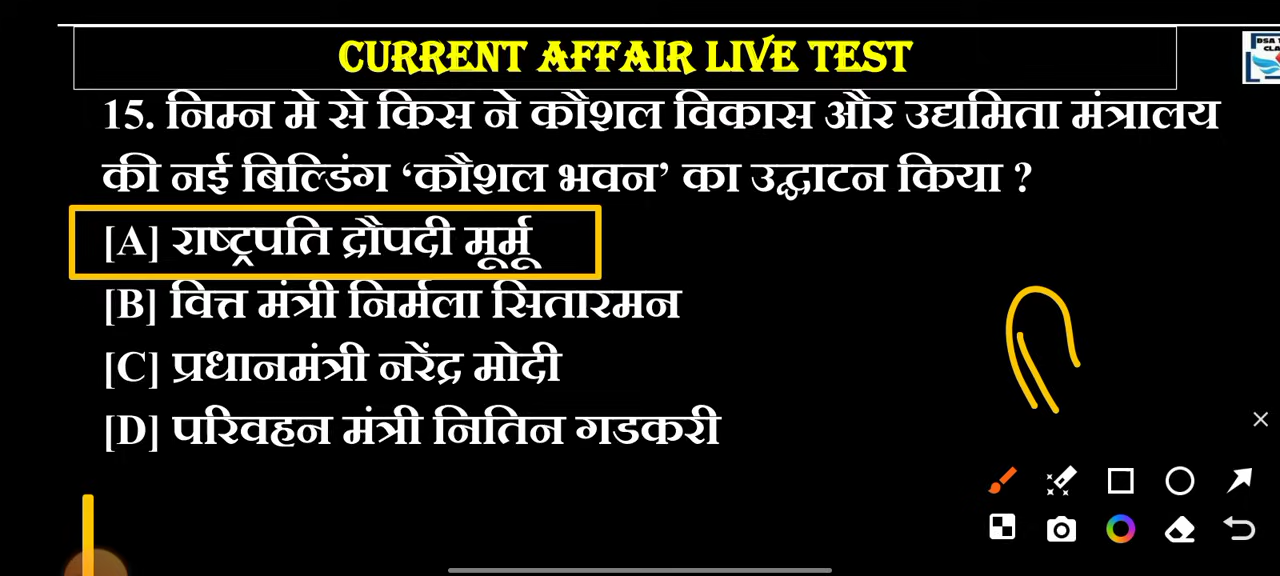 CURRENT AFFAIR LIVE TEST
15. निम्न मे से किस ने कौशल विकास और उद्यमिता मंत्रालय
की नई बिल्डिंग ‘कौशल भवन’ का उद्घाटन किया ?
[A] राष्ट्रपति द्रौपदी मूर्मू
[B] वित्त मंत्री निर्मला सितारमन
[C] प्रधानमंत्री नरेंद्र मोदी
[D] परिवहन मंत्री नितिन गडकरी